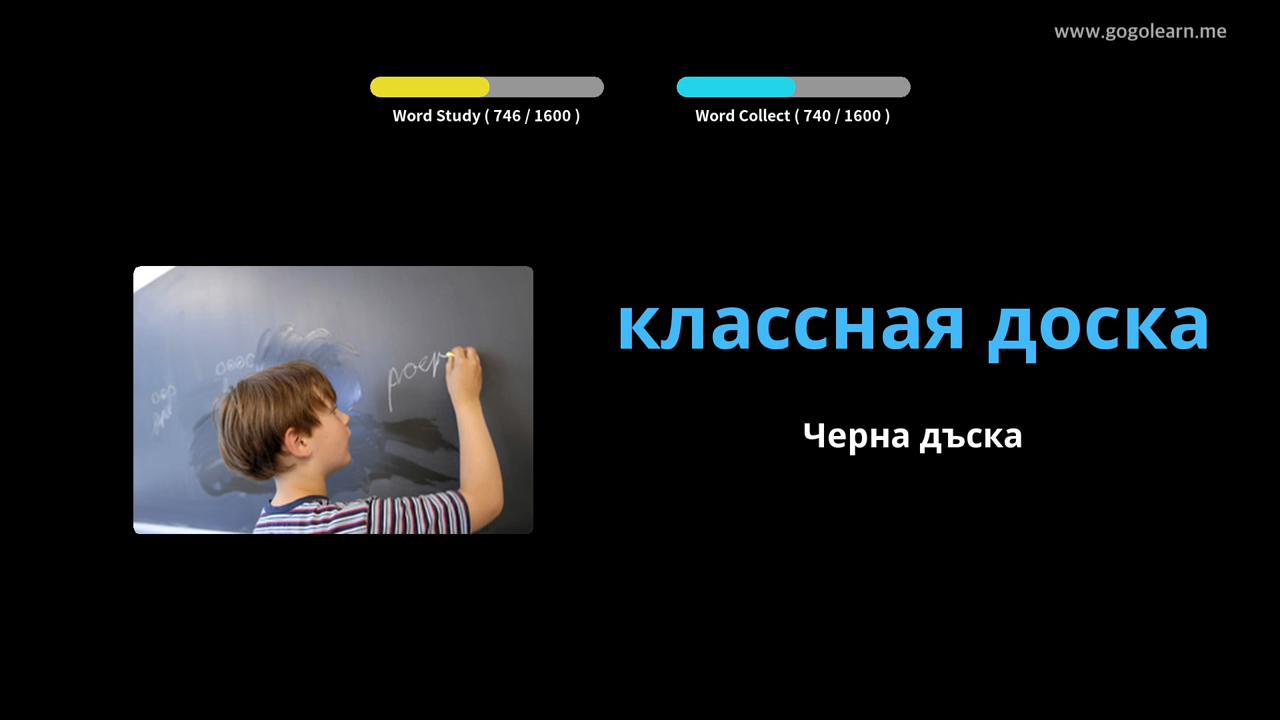 www.gogolearn.me
Word Study ( 746 / 1600 )
Word Collect ( 740 / 1600 )
классная доска
Черна дъска